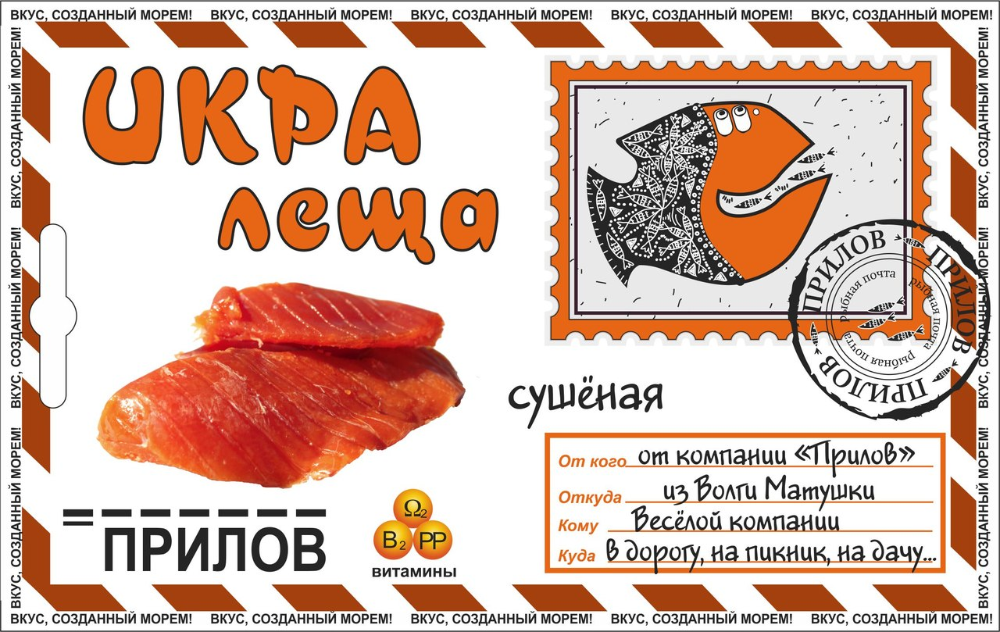 ВКУС, СОЗДАННЫЙ МОРЕМ! ВКУС, СОЗДАННЫЙ МОРЕМ! ВКУС, СОЗДАННЫЙ МОРЕМ! ВКУС, СОЗДАННЫЙ МОРЕМ! ВКУС, СОЗДАННЫЙ МОРЕМ!
ВКУС, СОЗДАННЫЙ МОРЕМ! ВКУС, СОЗДАННЫЙ МОРЕМ! ВКУС, СОЗДАННЫЙ МОРЕМ!
ИКРА
леща
ПРИЛОВ ПРИЛОВ ПРИЛОВ
рыбная почта рыбная почта рыбная почта
сушёная
От кого от компании «Прилов»
Откуда из Волги Матушки
Кому Весёлой компании
Куда в дорогу, на пикник, на дачу...
ПРИЛОВ
Ω2
B2 PP
витамины
ВКУС, СОЗДАННЫЙ МОРЕМ! ВКУС, СОЗДАННЫЙ МОРЕМ! ВКУС, СОЗДАННЫЙ МОРЕМ!
ВКУС, СОЗДАННЫЙ МОРЕМ! ВКУС, СОЗДАННЫЙ МОРЕМ! ВКУС, СОЗДАННЫЙ МОРЕМ! ВКУС, СОЗДАННЫЙ МОРЕМ! ВКУС, СОЗДАННЫЙ МОРЕМ!